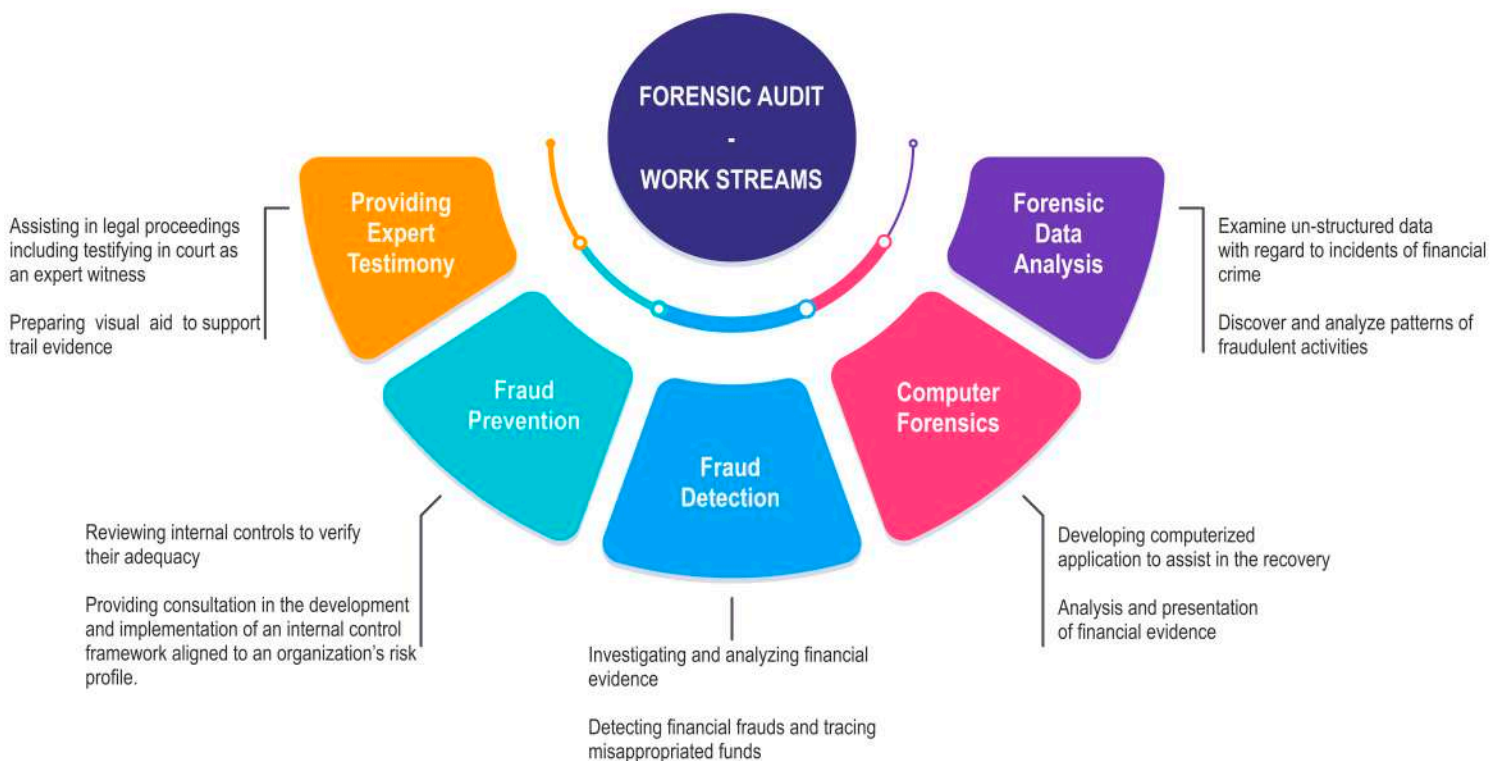 FORENSIC AUDIT
-
WORK STREAMS
Providing
Expert
Testimony
Assisting in legal proceedings
including testifying in court as
an expert witness
Preparing visual aid to support
trail evidence
Fraud
Prevention
Reviewing internal controls to verify
their adequacy
Providing consultation in the development
and implementation of an internal control
framework aligned to an organization's risk
profile.
Fraud
Detection
Investigating and analyzing financial
evidence
Detecting financial frauds and tracing
misappropriated funds
Computer
Forensics
Developing computerized
application to assist in the recovery
Analysis and presentation
of financial evidence
Forensic
Data
Analysis
Examine un-structured data
with regard to incidents of financial
crime
Discover and analyze patterns of
fraudulent activities